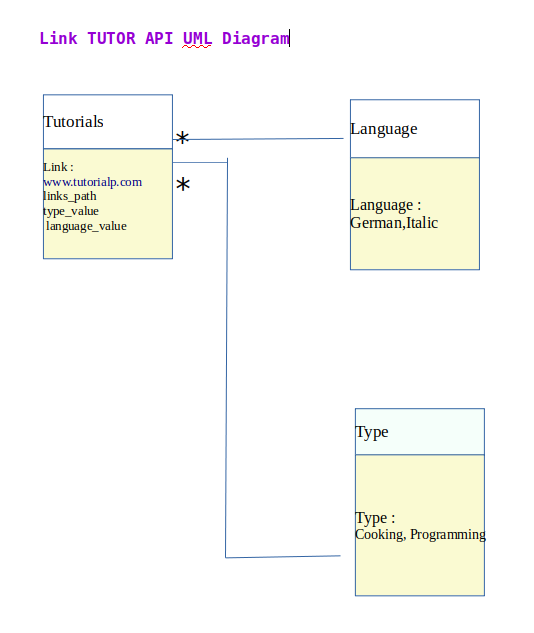 Link TUTOR API UML Diagram
Tutorials
*
Link :
www.tutorialp.com
links_path
type_value
language_value
*
Language
Language :
German,Italic
Type
Type :
Cooking, Programming